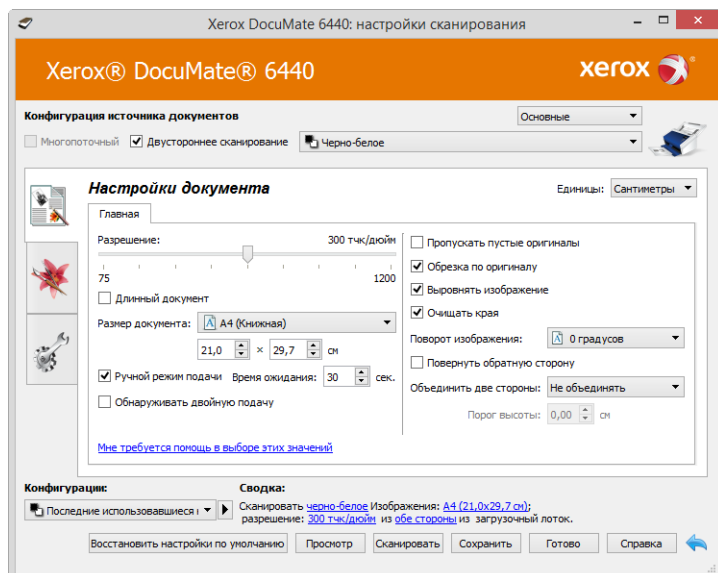 Xerox DocuMate 6440: настройки сканирования
Xerox® DocuMate® 6440
xerox
Конфигурация источника документов
Основные
Многопоточный
Двустороннее сканирование
Черно-белое
Настройки документа
Единицы: Сантиметры
Главная
Разрешение: 300 тчк/дюйм
75 1200
Длинный документ
Размер документа: A4 (Книжная)
21,0 × 29,7 см
Ручной режим подачи Время ожидания: 30 сек.
Обнаруживать двойную подачу
Мне требуется помощь в выборе этих значений
Пропускать пустые оригиналы
Обрезка по оригиналу
Выровнять изображение
Очищать края
Поворот изображения: 0 градусов
Повернуть обратную сторону
Объединить две стороны: Не объединять
Порог высоты: 0,00 см
Конфигурации:
Последние использовавшиеся
Сводка:
Сканировать черно-белое Изображения: A4 (21,0x29,7 см);
разрешение: 300 тчк/дюйм из обе стороны из загрузочный лоток.
Восстановить настройки по умолчанию Просмотр Сканировать Сохранить Готово Справка